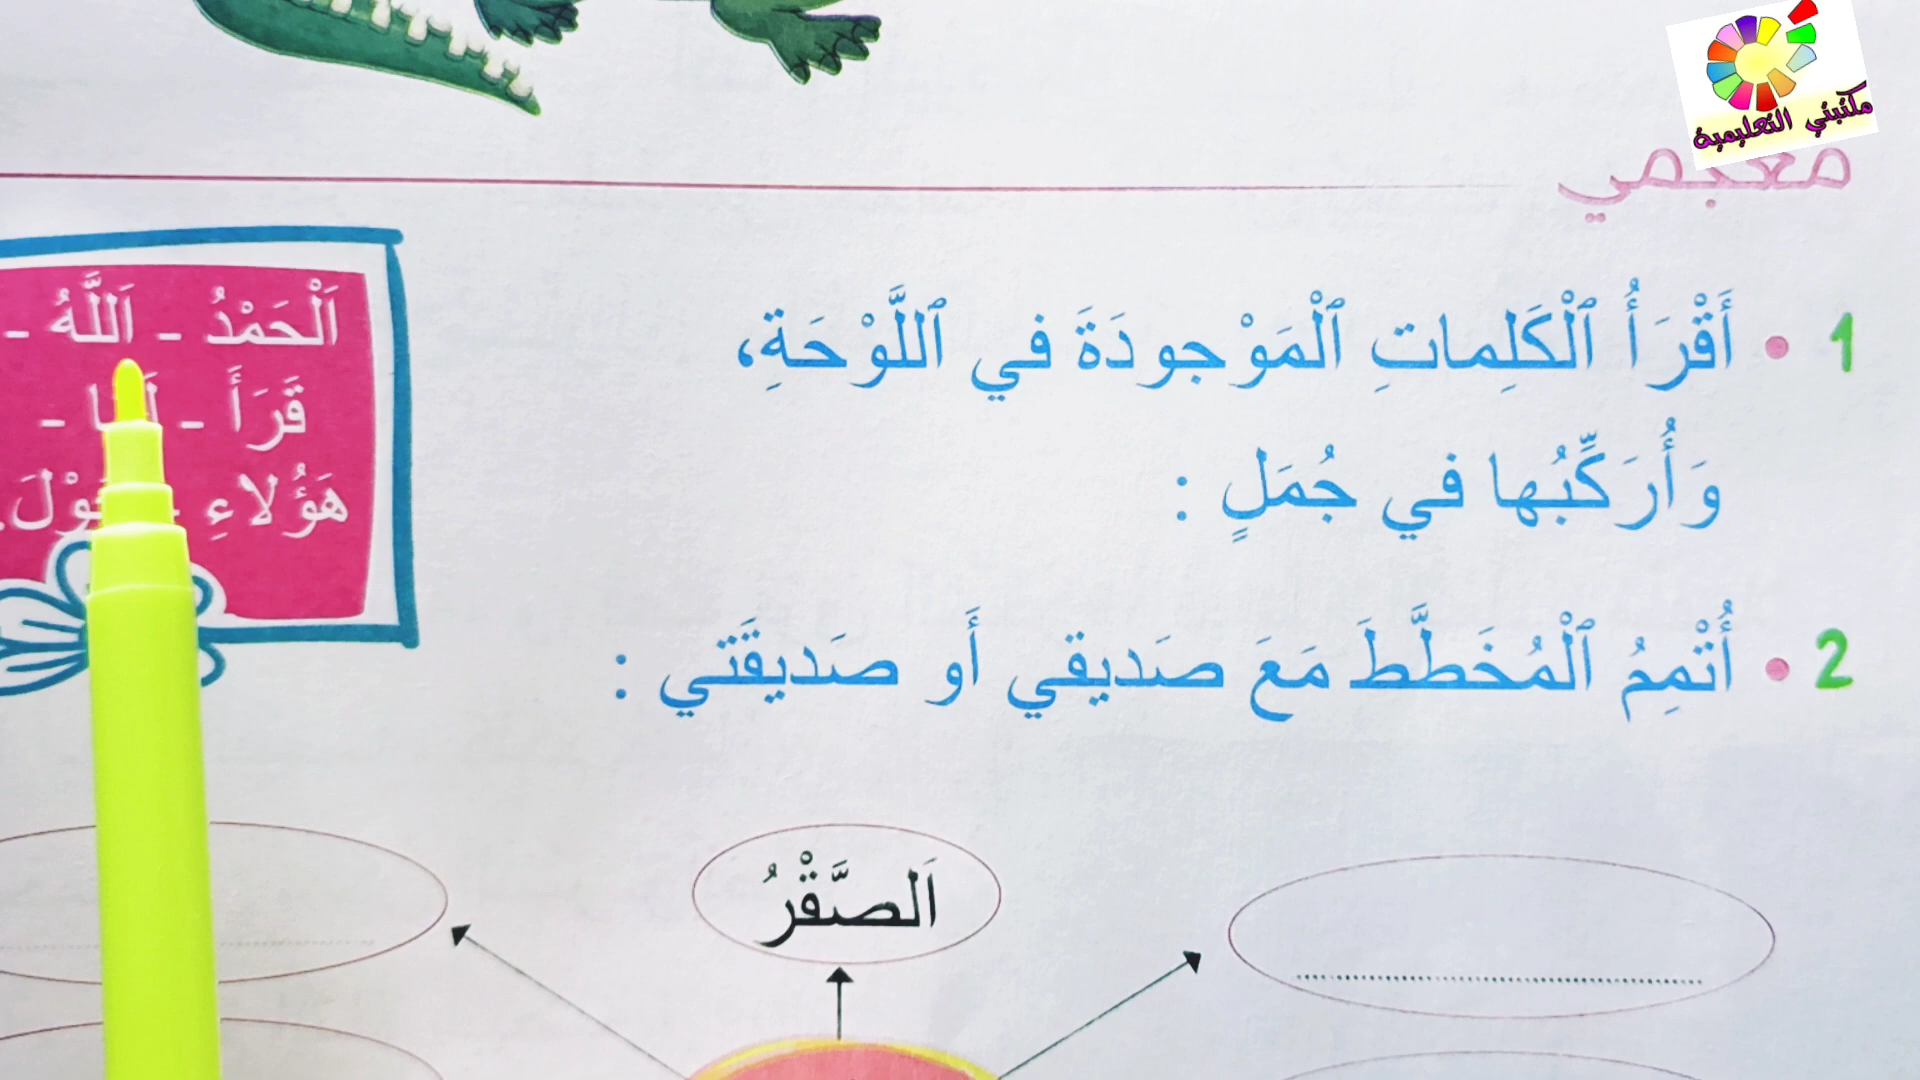 مكتبتي التعليمية
معجمي
1 • أَقْرَأُ ٱلْكَلِماتِ ٱلْمَوْجودَةَ في ٱللَّوْحَةِ،
وَأُرَكِّبُها في جُمَلٍ :
اَلْحَمْدُ - اَللَّهُ -
قَرَأَ - -
هَؤُلاءِ -
2 • أُتْمِمُ ٱلْمُخَطَّطَ مَعَ صَديقي أَو صَديقَتي :
اَلصَّقْرُ